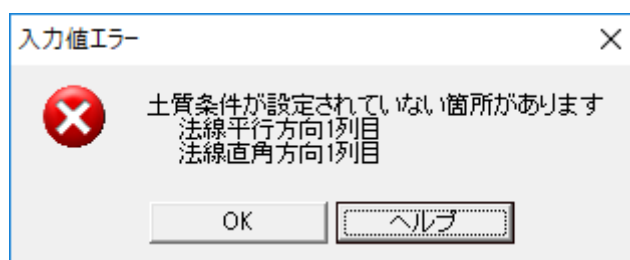 入力値エラー
土質条件が設定されていない箇所があります
法線平行方向1列目
法線直角方向1列目
OK
ヘルプ